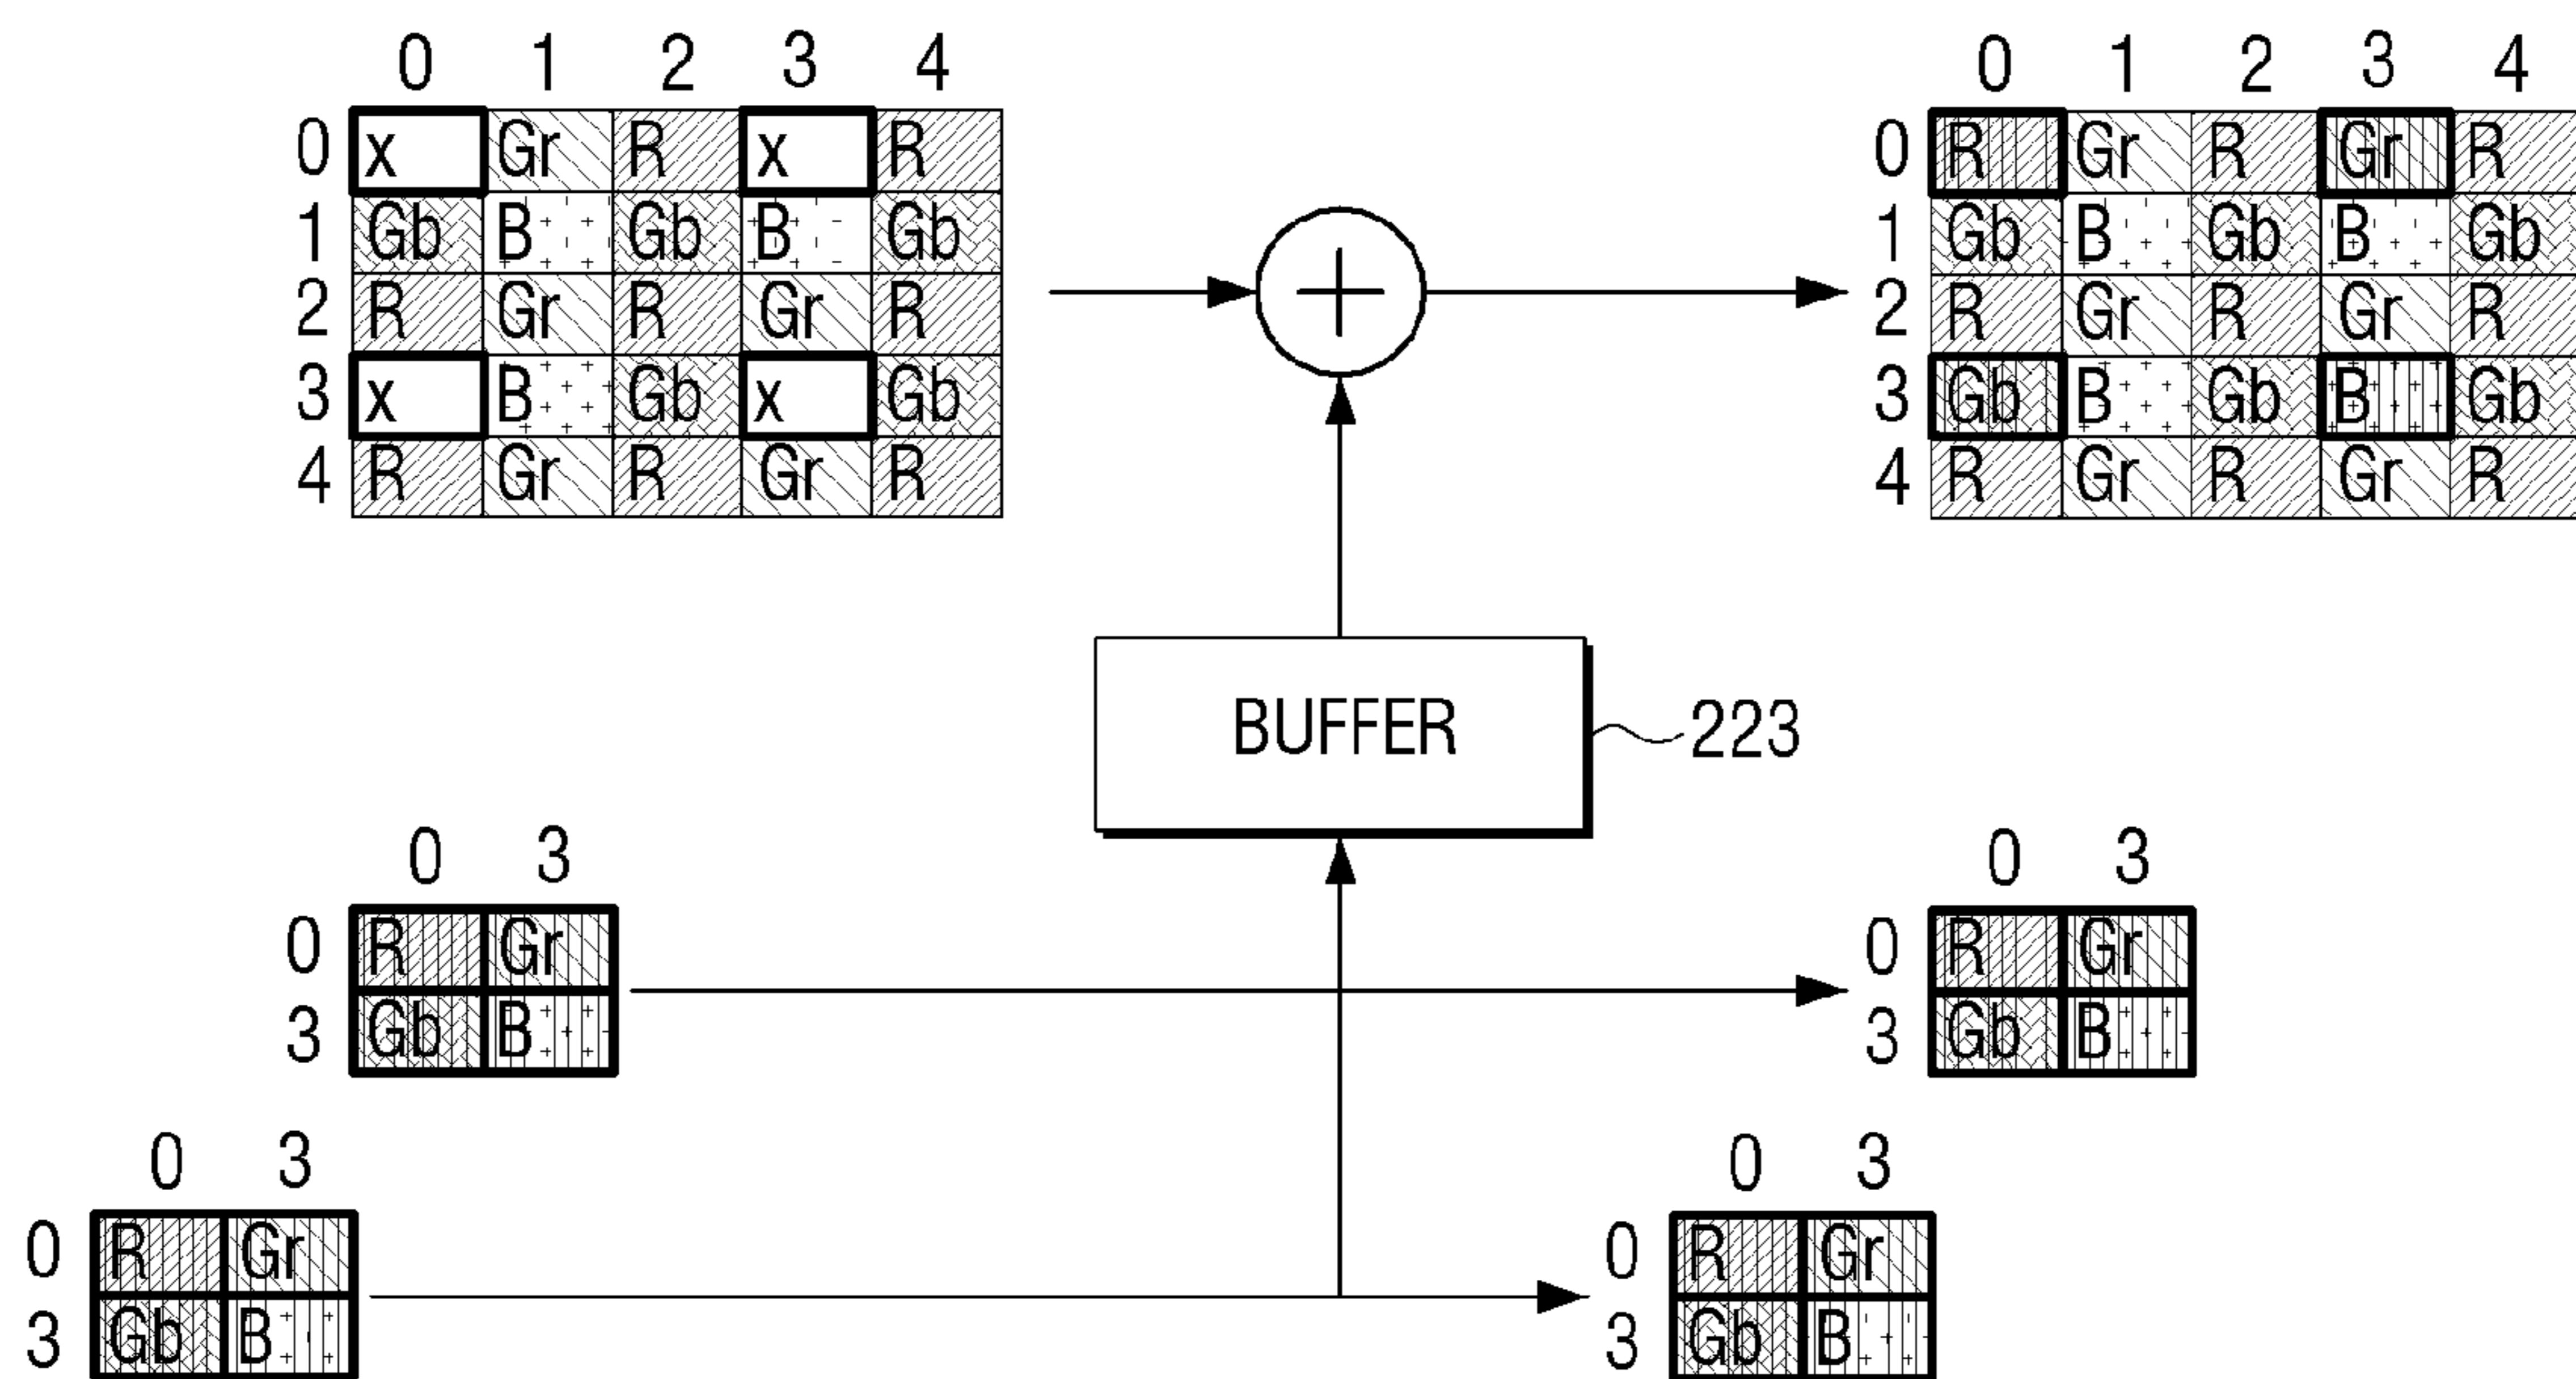 0 1 2 3 4
0 x Gr R x R
1 Gb B Gb B Gb
2 R Gr R Gr R
3 x B Gb x Gb
4 R Gr R Gr R
0 1 2 3 4
0 R Gr R Gr R
1 Gb B Gb B Gb
2 R Gr R Gr R
3 Gb B Gb B Gb
4 R Gr R Gr R
BUFFER
223
0 3
0 R Gr
3 Gb B
0 3
0 R Gr
3 Gb B
0 3
0 R Gr
3 Gb B
0 3
0 R Gr
3 Gb B